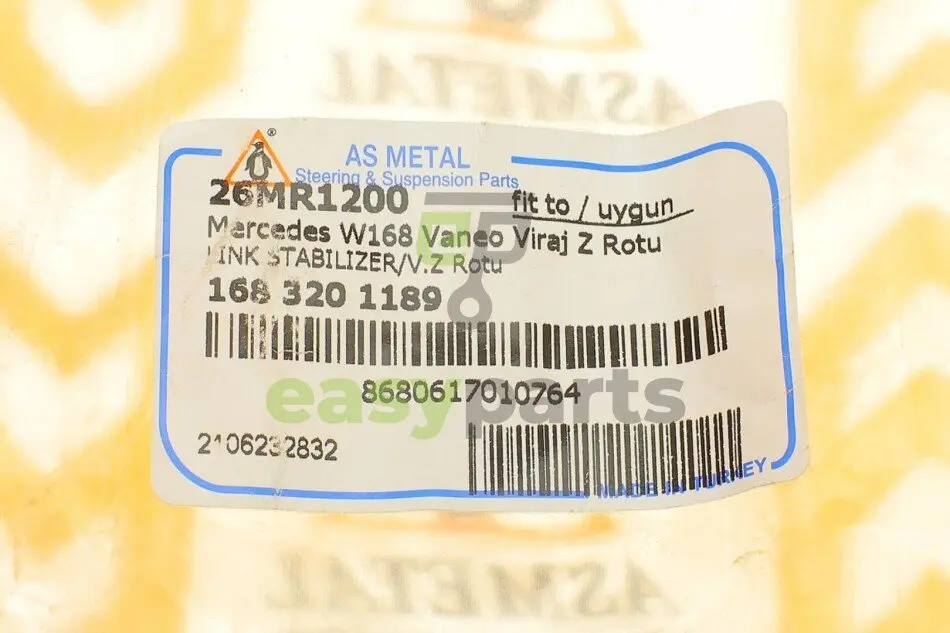 ASMETAL
®
AS METAL
Steering & Suspension Parts
26MR1200
fit to / uygun
Mercedes W168 Vaneo Viraj Z Rotu
LINK STABILIZER/V.Z Rotu
168 320 1189
8680617010764
easyparts
2106232832
MADE IN TURKEY
ASMETAL
ASMETAL